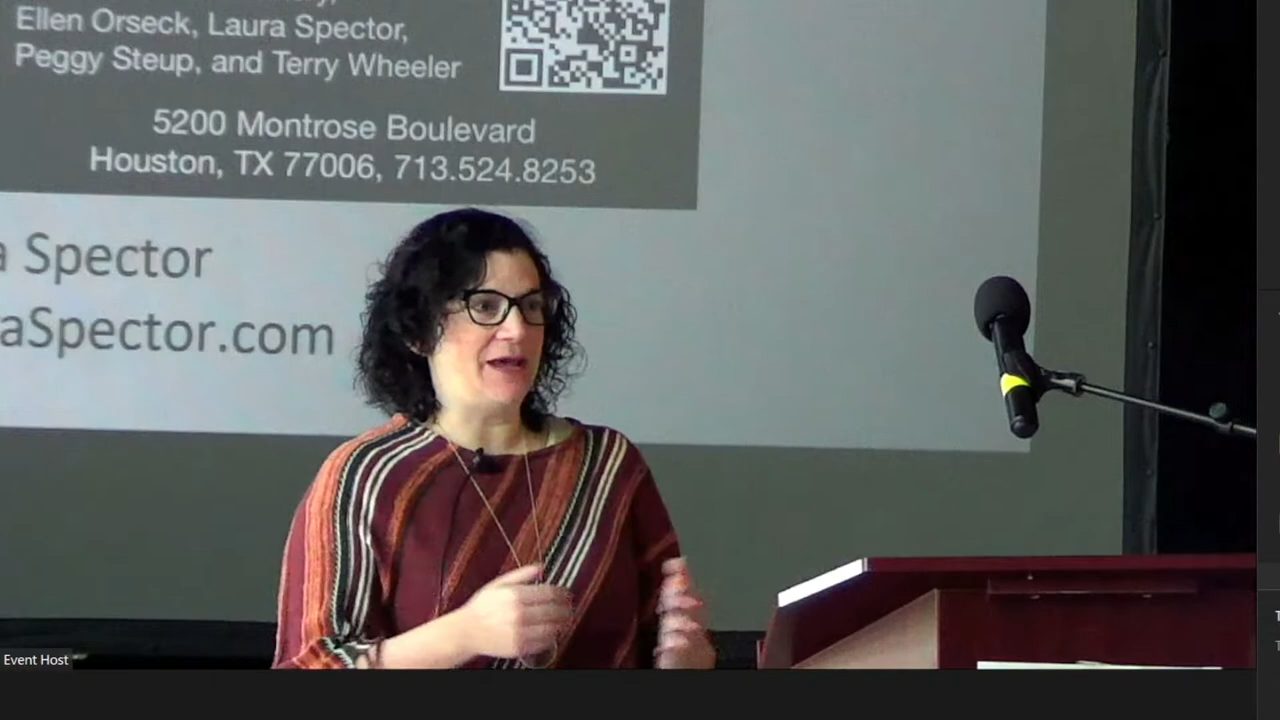 Ellen Orseck, Laura Spector,
Peggy Steup, and Terry Wheeler
5200 Montrose Boulevard
Houston, TX 77006, 713.524.8253
a Spector
aSpector.com
Event Host